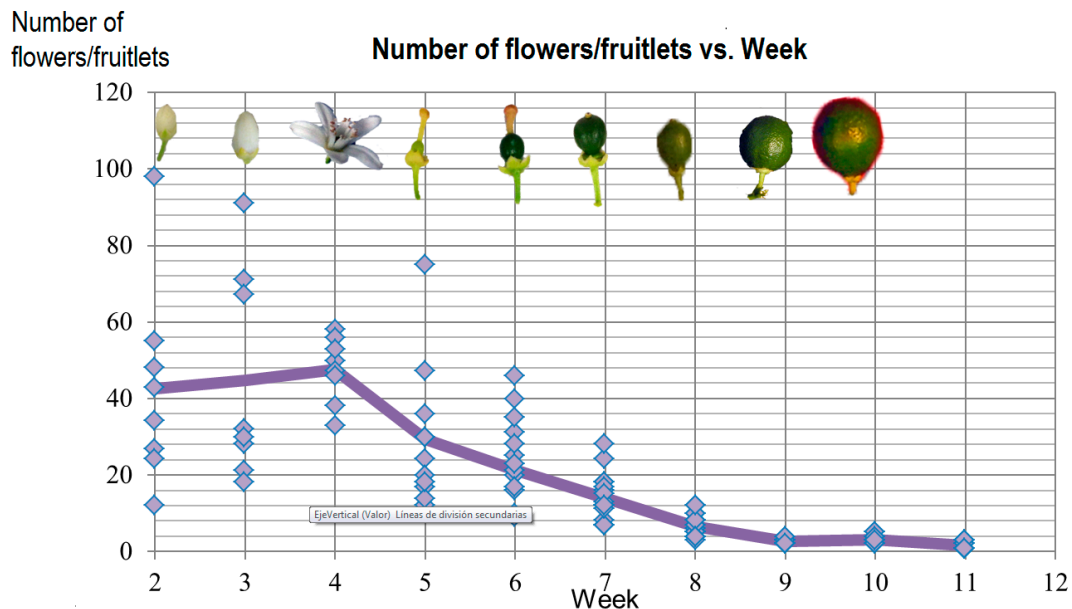 Number of
flowers/fruitlets
Number of flowers/fruitlets vs. Week
120
100
80
60
40
20
0
EjeVertical (Valor) Líneas de división secundarias
2 3 4 5 6 7 8 9 10 11 12
Week